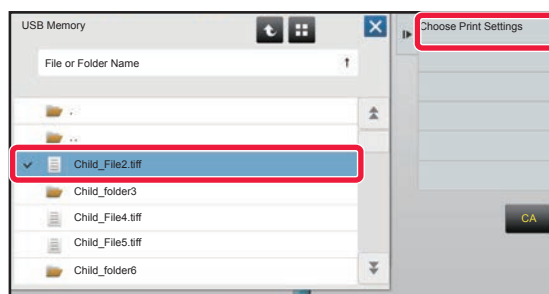 USB Memory
Choose Print Settings
File or Folder Name
.
..
Child_File2.tiff
Child_folder3
Child_File4.tiff
CA
Child_File5.tiff
Child_folder6